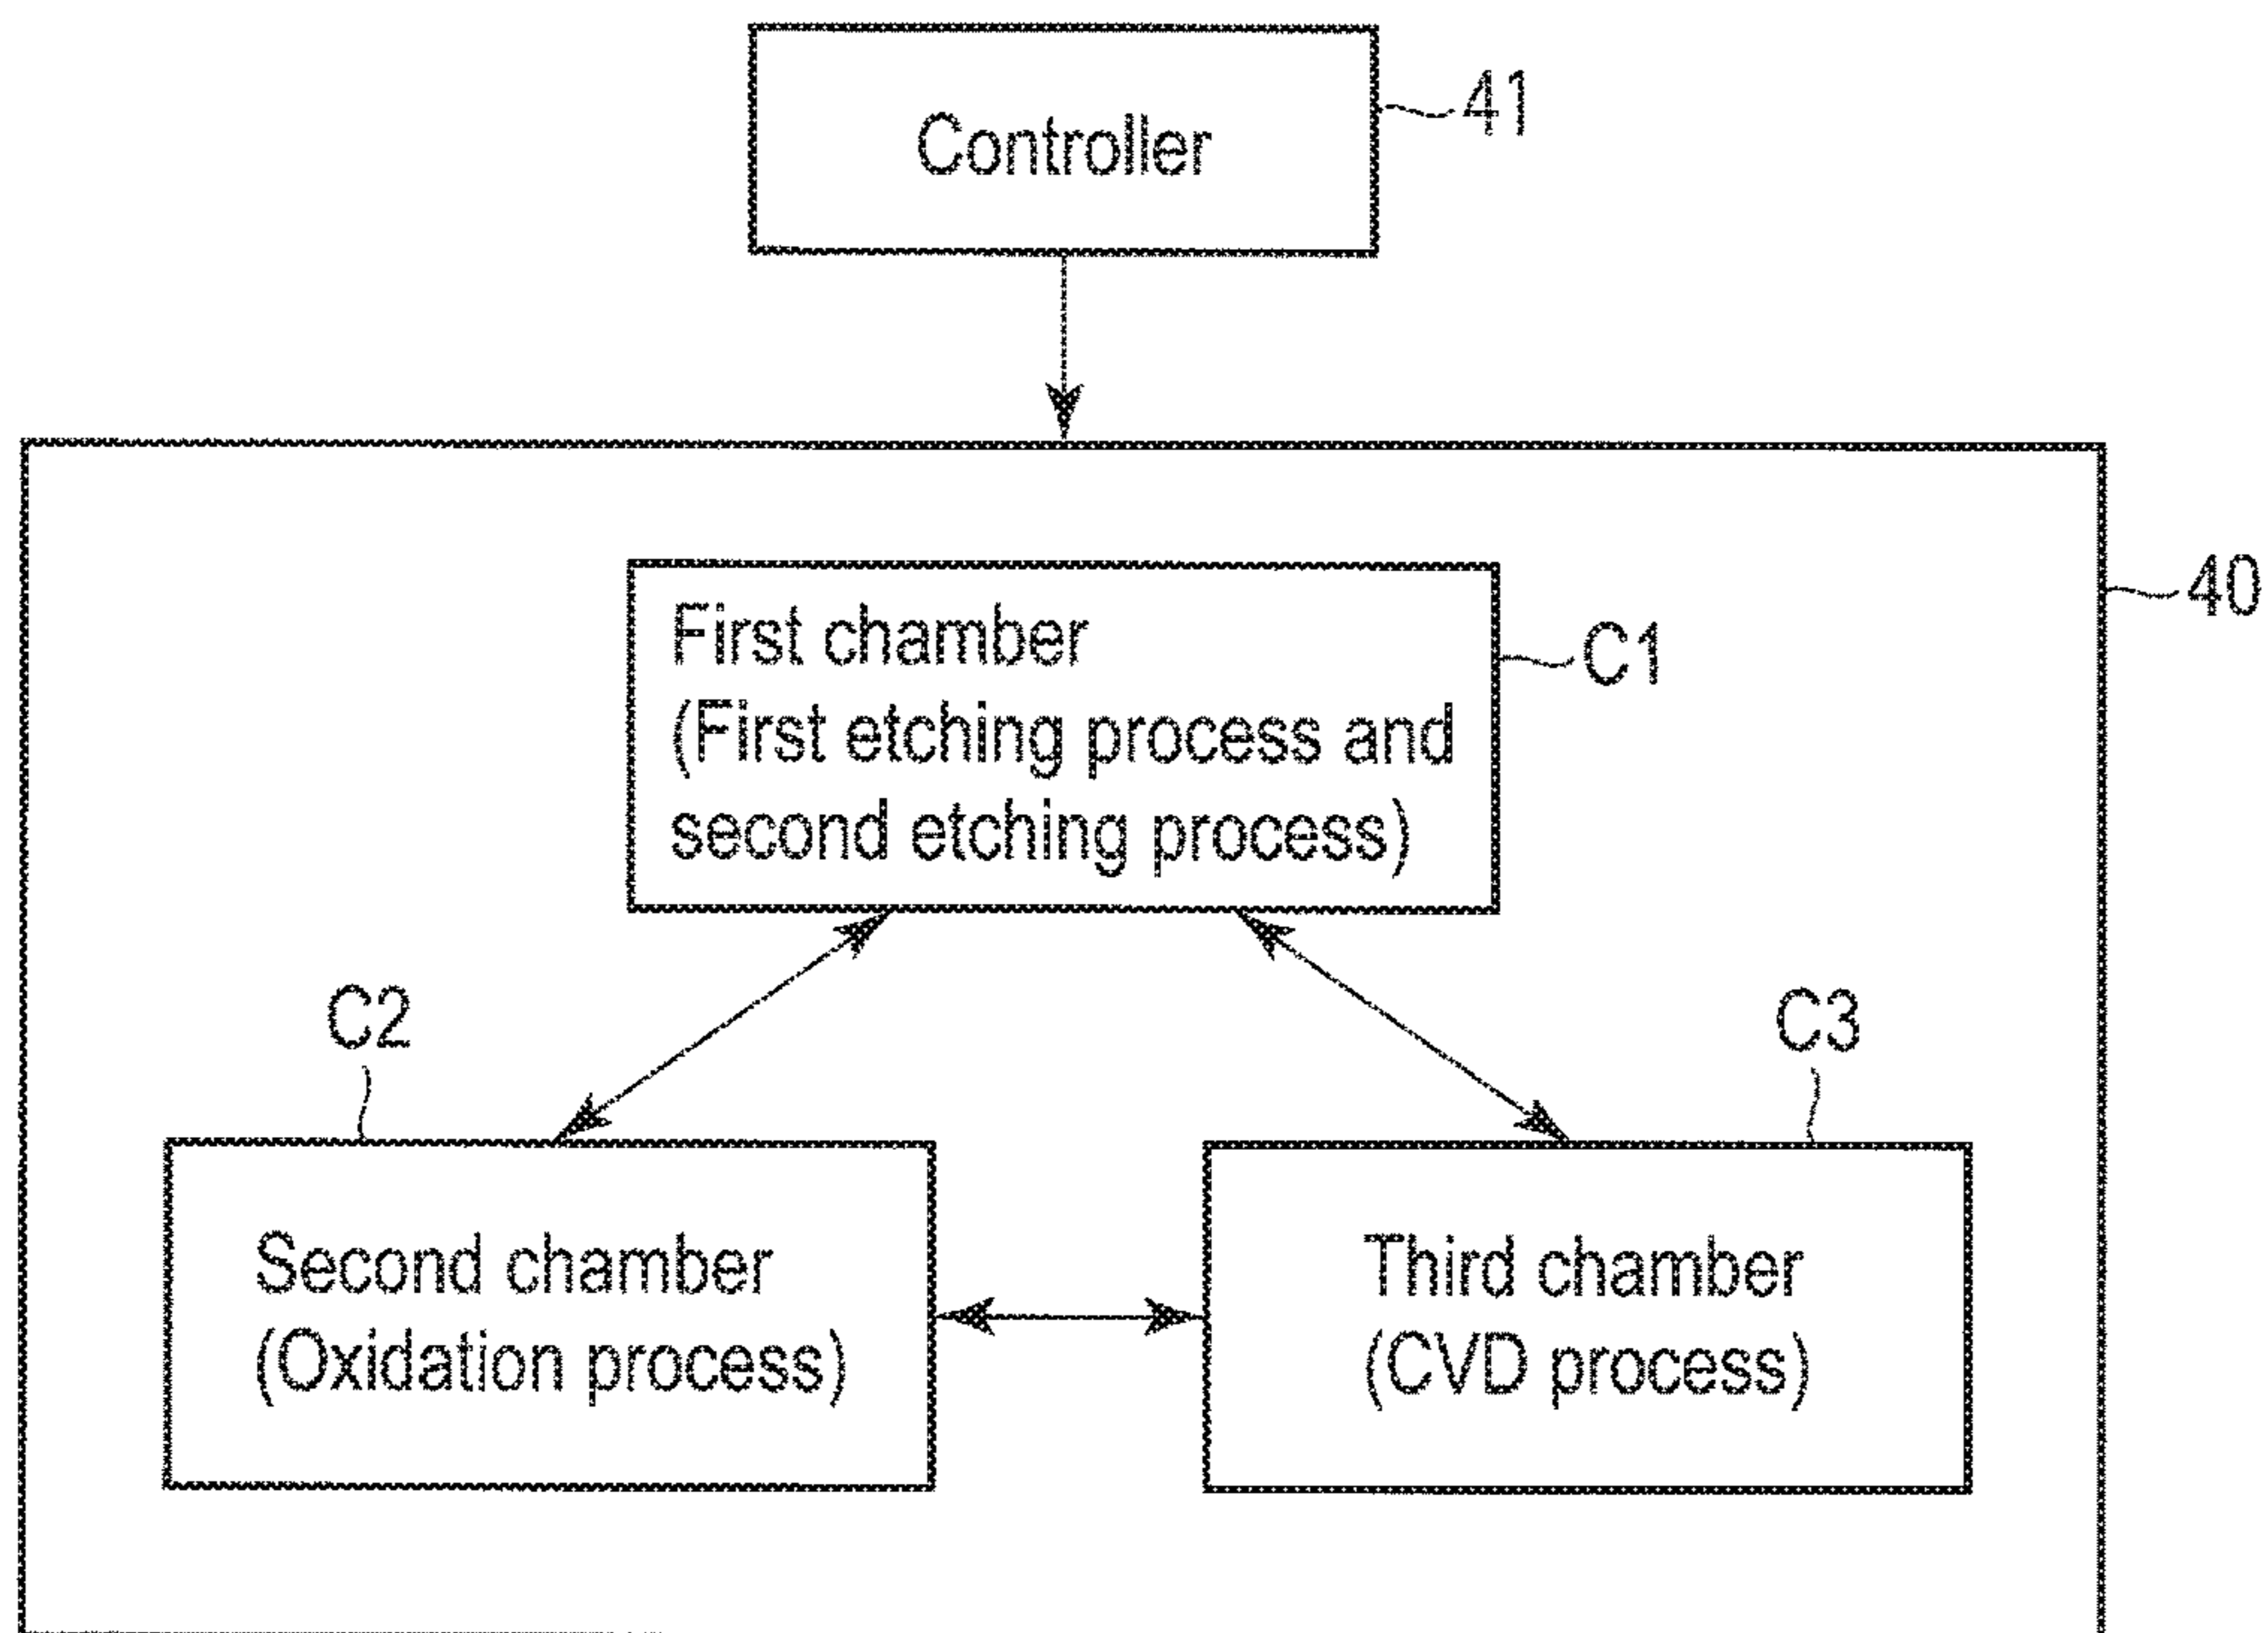 Controller
41
40
First chamber
(First etching process and
second etching process)
C1
C2
C3
Second chamber
(Oxidation process)
Third chamber
(CVD process)